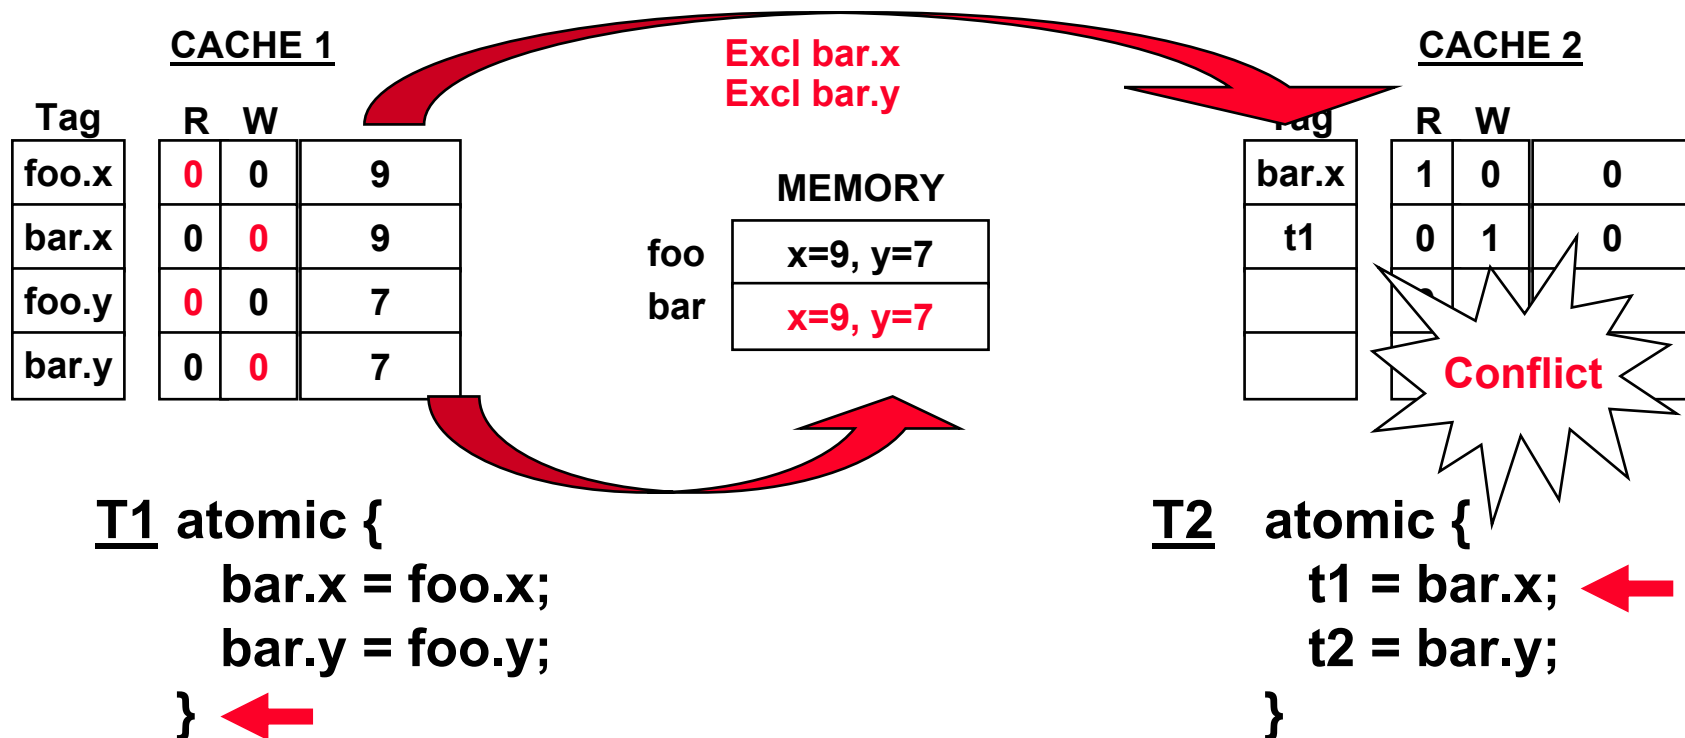 CACHE 1
Excl bar.x
Excl bar.y
CACHE 2
Tag R W
foo.x 0 0 9
bar.x 0 0 9
foo.y 0 0 7
bar.y 0 0 7
MEMORY
foo x=9, y=7
bar x=9, y=7
Tag R W
bar.x 1 0 0
t1 0 1 0
Conflict
T1 atomic {
bar.x = foo.x;
bar.y = foo.y;
}
T2 atomic {
t1 = bar.x;
t2 = bar.y;
}